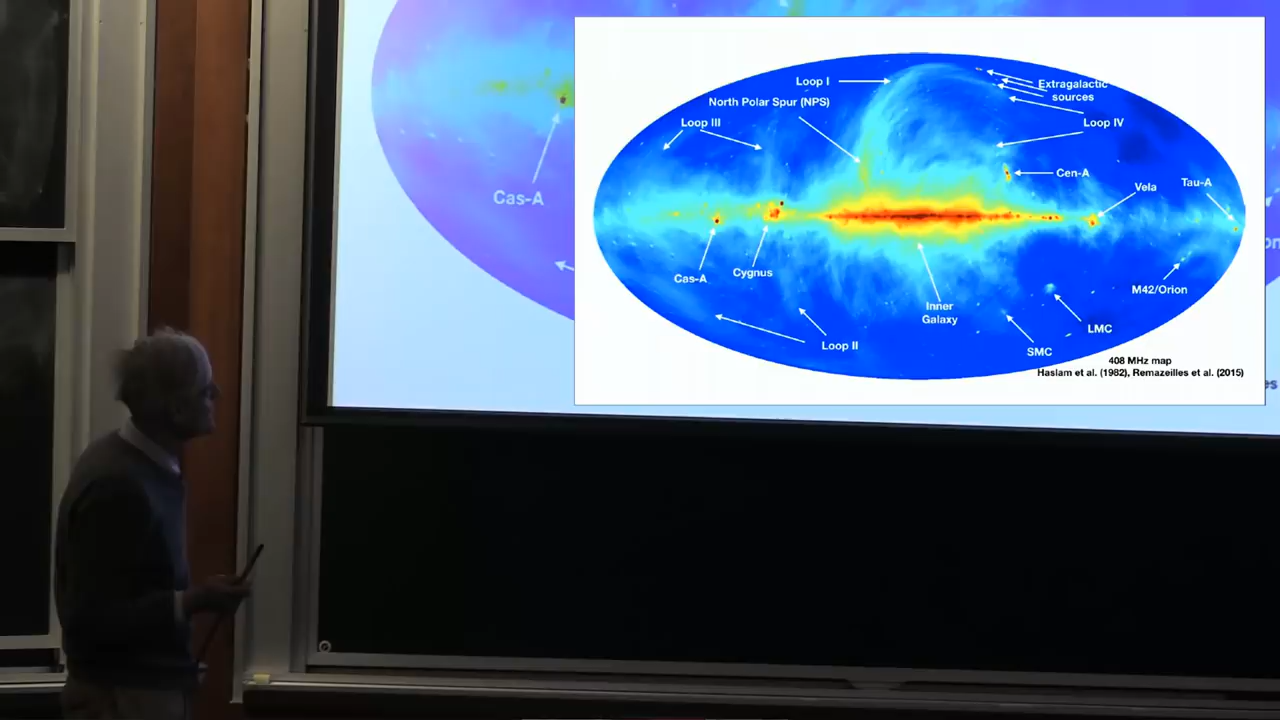 Loop I
Extragalactic
sources
North Polar Spur (NPS)
Loop III
Loop IV
Cen-A
Vela
Tau-A
Cas-A
Cas-A
Cygnus
Inner
Galaxy
M42/Orion
LMC
Loop II
SMC
408 MHz map
Haslam et al. (1982), Remazeilles et al. (2015)